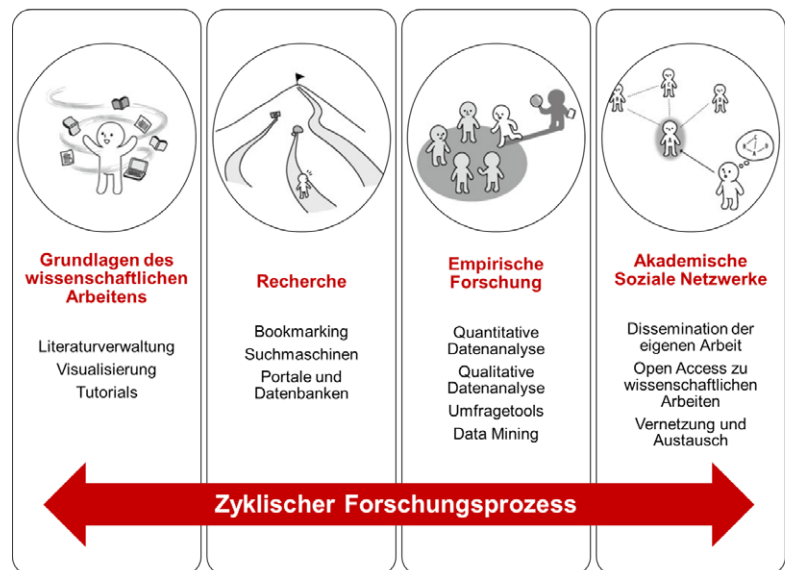 Grundlagen des
wissenschaftlichen
Arbeitens
Literaturverwaltung
Visualisierung
Tutorials
Recherche
Bookmarking
Suchmaschinen
Portale und
Datenbanken
Empirische
Forschung
Quantitative
Datenanalyse
Qualitative
Datenanalyse
Umfragetools
Data Mining
Akademische
Soziale Netzwerke
Dissemination der
eigenen Arbeit
Open Access zu
wissenschaftlichen
Arbeiten
Vernetzung und
Austausch
Zyklischer Forschungsprozess